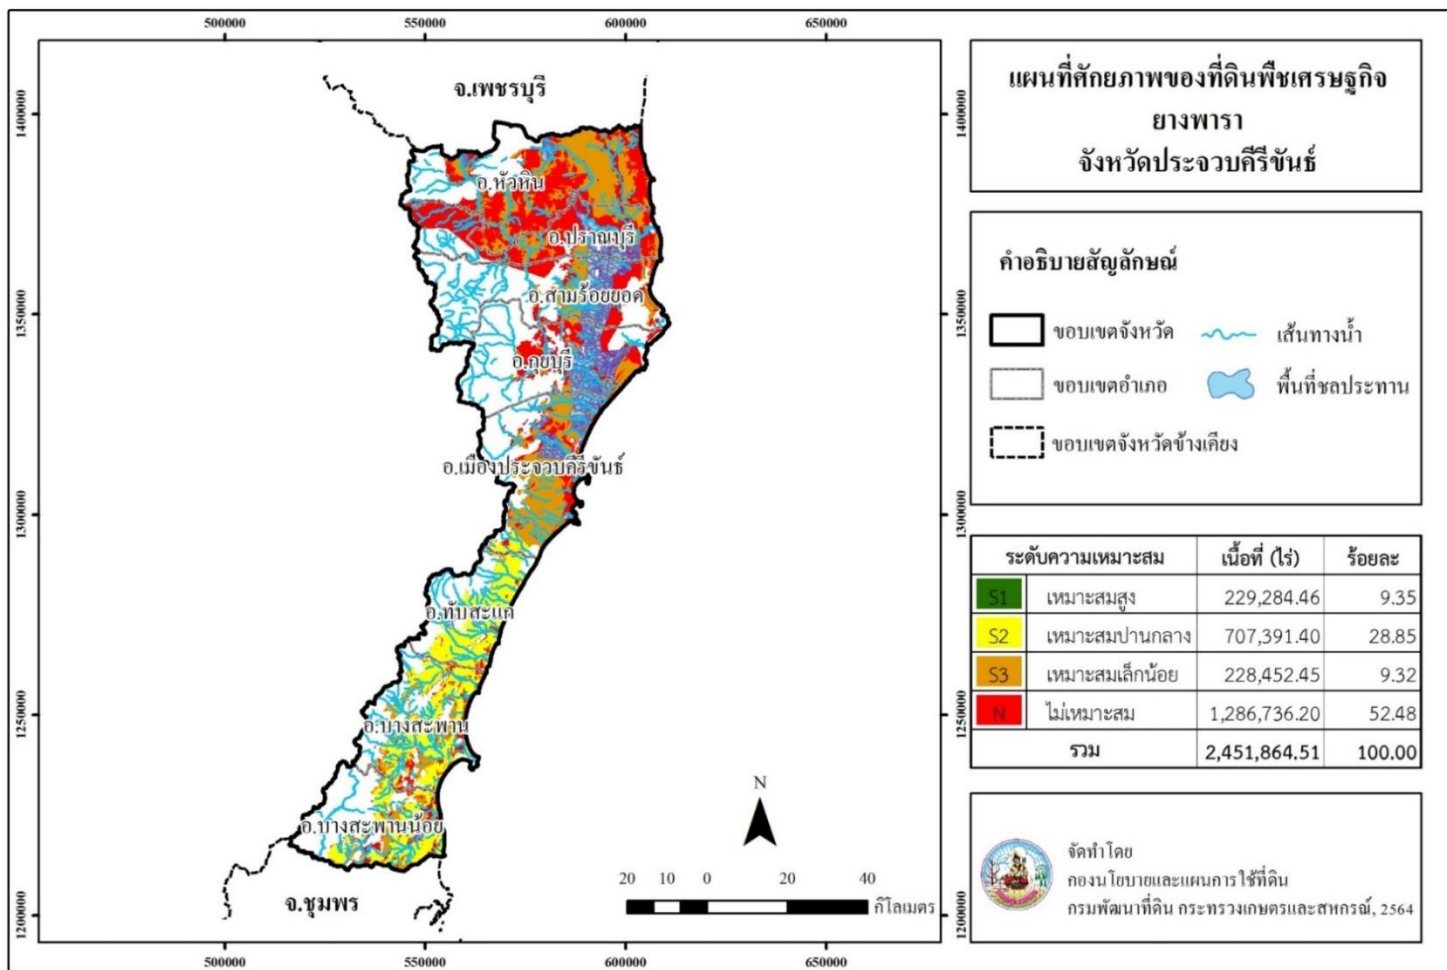 500000 550000 600000 650000
จ.เพชรบุรี
1400000 1400000
อ.หัวหิน
อ.ปราณบุรี
อ.สามร้อยยอด
1350000 1350000
อ.กุยบุรี
อ.เมืองประจวบคีรีขันธ์
1300000 1300000
อ.ทับสะแก
1250000 1250000
อ.บางสะพาน
อ.บางสะพานน้อย
จ.ชุมพร
1200000 1200000
N
20 10 0 20 40
กิโลเมตร
500000 550000 600000 650000
แผนที่ศักยภาพของที่ดินพืชเศรษฐกิจ
ยางพารา
จังหวัดประจวบคีรีขันธ์
คำอธิบายสัญลักษณ์
ขอบเขตจังหวัด เส้นทางน้ำ
ขอบเขตอำเภอ พื้นที่ชลประทาน
ขอบเขตจังหวัดข้างเคียง
ระดับความเหมาะสม เนื้อที่ (ไร่) ร้อยละ
S1 เหมาะสมสูง 229,284.46 9.35
S2 เหมาะสมปานกลาง 707,391.40 28.85
S3 เหมาะสมเล็กน้อย 228,452.45 9.32
N ไม่เหมาะสม 1,286,736.20 52.48
รวม 2,451,864.51 100.00
จัดทำโดย
กองนโยบายและแผนการใช้ที่ดิน
กรมพัฒนาที่ดิน กระทรวงเกษตรและสหกรณ์, 2564